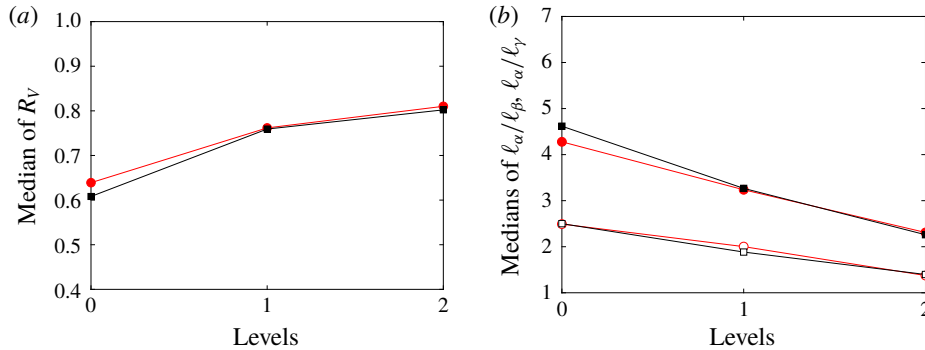 (a)
1.0
0.9
0.8
0.7
0.6
0.5
0.4
Median of R_V
0 1 2
Levels
(b)
7
6
5
4
3
2
1
Medians of ℓ_α/ℓ_β, ℓ_α/ℓ_γ
0 1 2
Levels